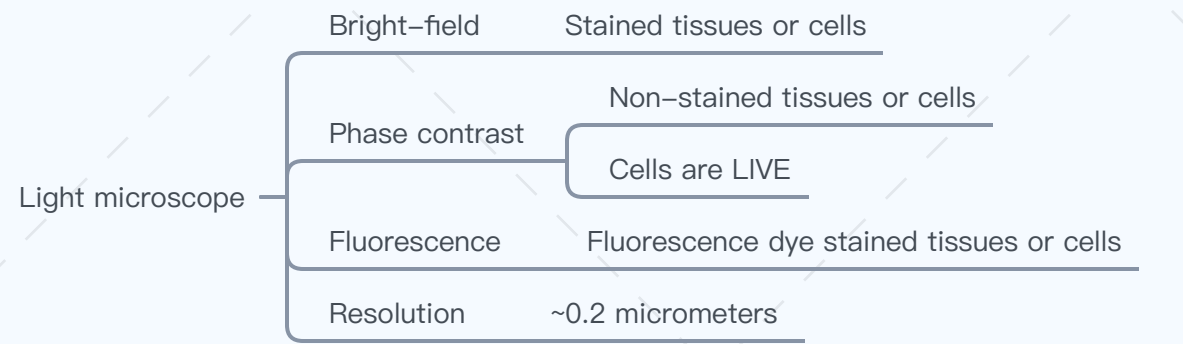 Bright–field Stained tissues or cells
Non–stained tissues or cells
Phase contrast
Cells are LIVE
Light microscope
Fluorescence Fluorescence dye stained tissues or cells
Resolution ~0.2 micrometers